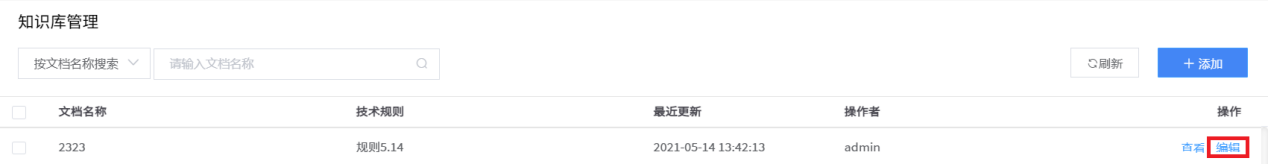 知识库管理
按文档名称搜索 请输入文档名称 刷新 + 添加
文档名称 技术规则 最近更新 操作者 操作
2323 规则5.14 2021-05-14 13:42:13 admin 查看 编辑